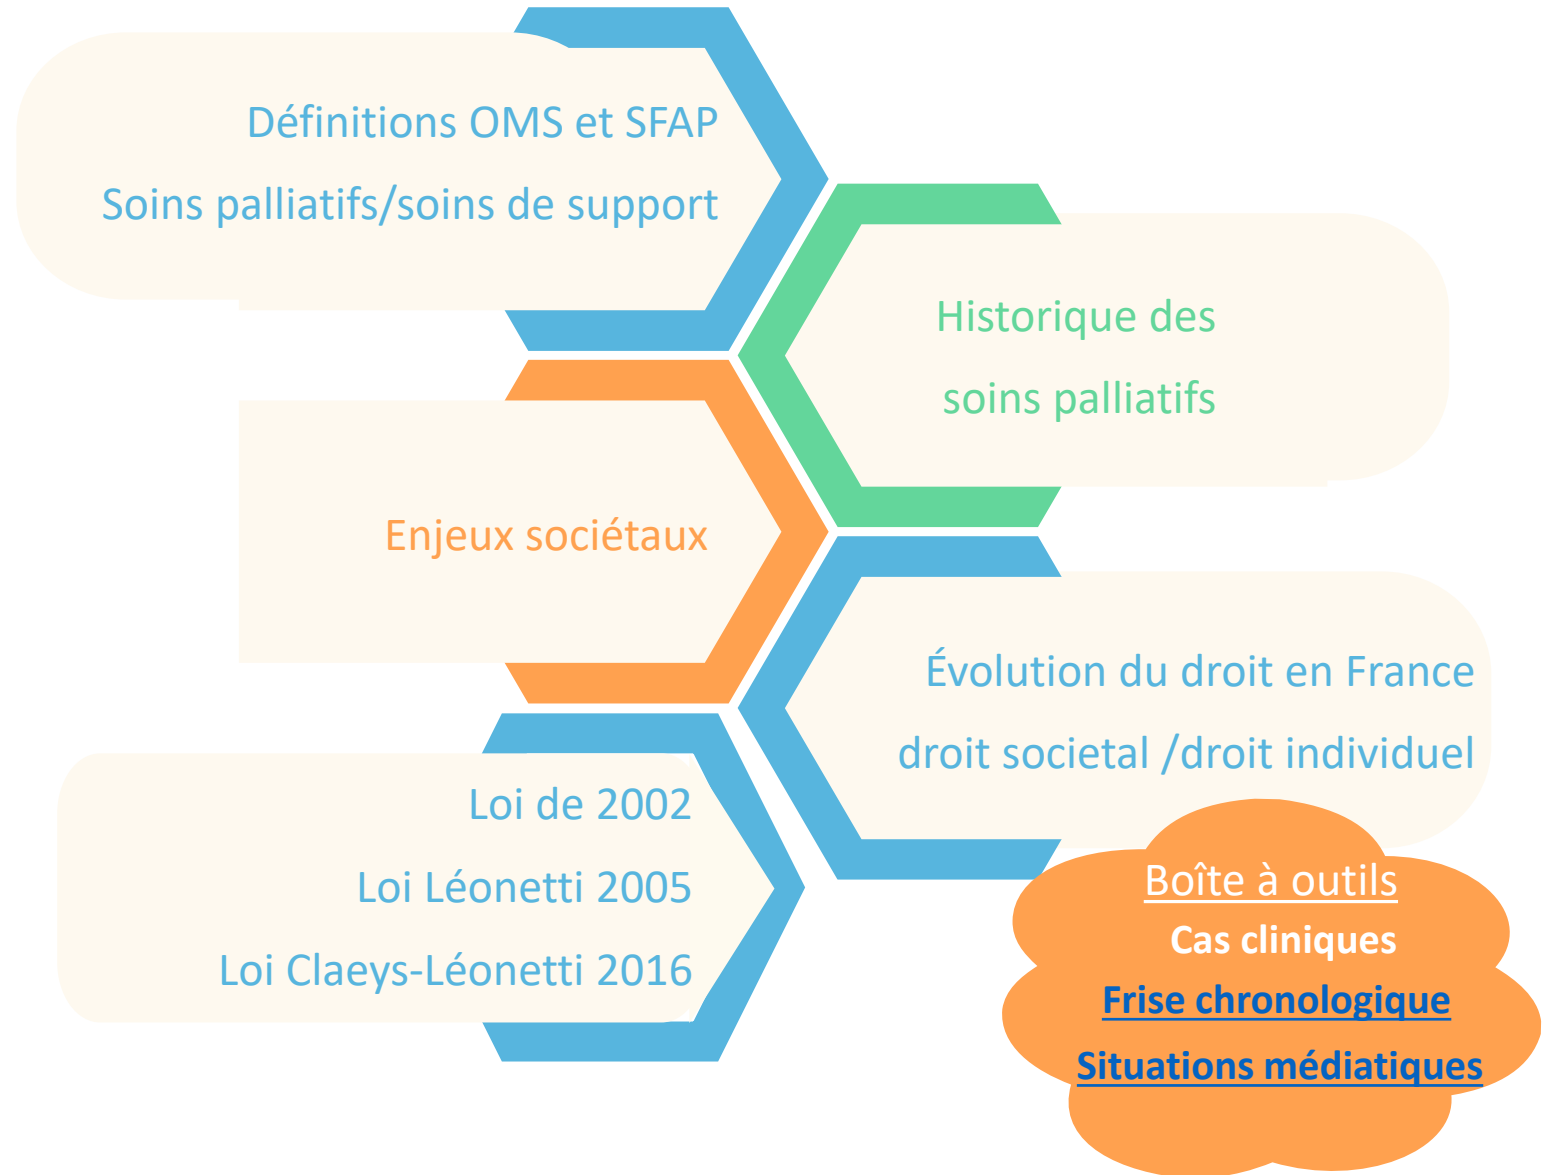 Définitions OMS et SFAP
Soins palliatifs/soins de support
Historique des
soins palliatifs
Enjeux sociétaux
Évolution du droit en France
droit societal /droit individuel
Loi de 2002
Loi Léonetti 2005
Loi Claeys-Léonetti 2016
Boîte à outils
Cas cliniques
Frise chronologique
Situations médiatiques